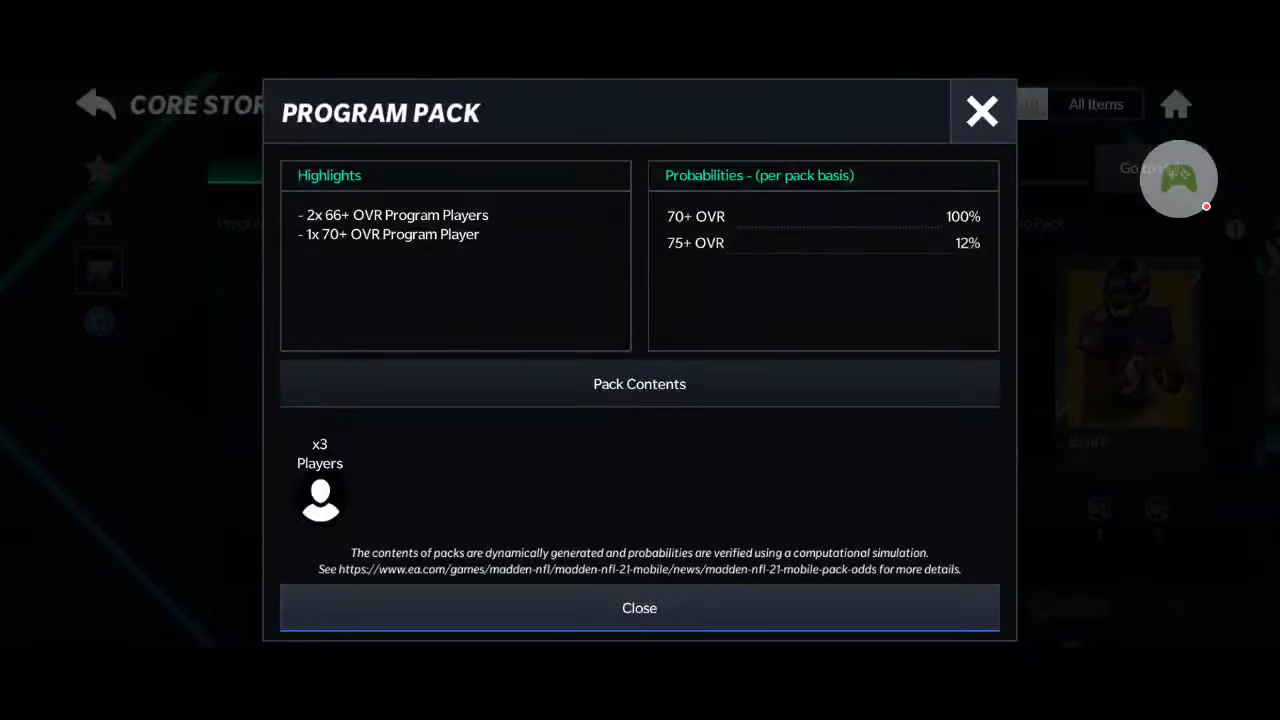 CORE STOR
All Items
PROGRAM PACK
Highlights
- 2x 66+ OVR Program Players
- 1x 70+ OVR Program Player
Probabilities - (per pack basis)
70+ OVR 100%
75+ OVR 12%
Go to
Pack
Pack Contents
x3
Players
The contents of packs are dynamically generated and probabilities are verified using a computational simulation.
See https://www.ea.com/games/madden-nfl/madden-nfl-21-mobile/news/madden-nfl-21-mobile-pack-odds for more details.
Close